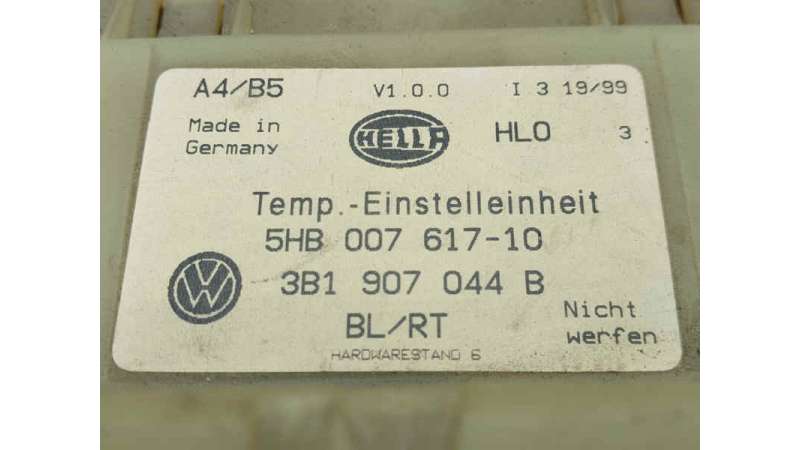 A4/B5 V1.0.0 I 3 19/99
Made in
Germany
HELLA
HLO 3
Temp.-Einstelleinheit
5HB 007 617-10
VW 3B1 907 044 B
BL/RT
Nicht
werfen
HARDWARESTAND 6